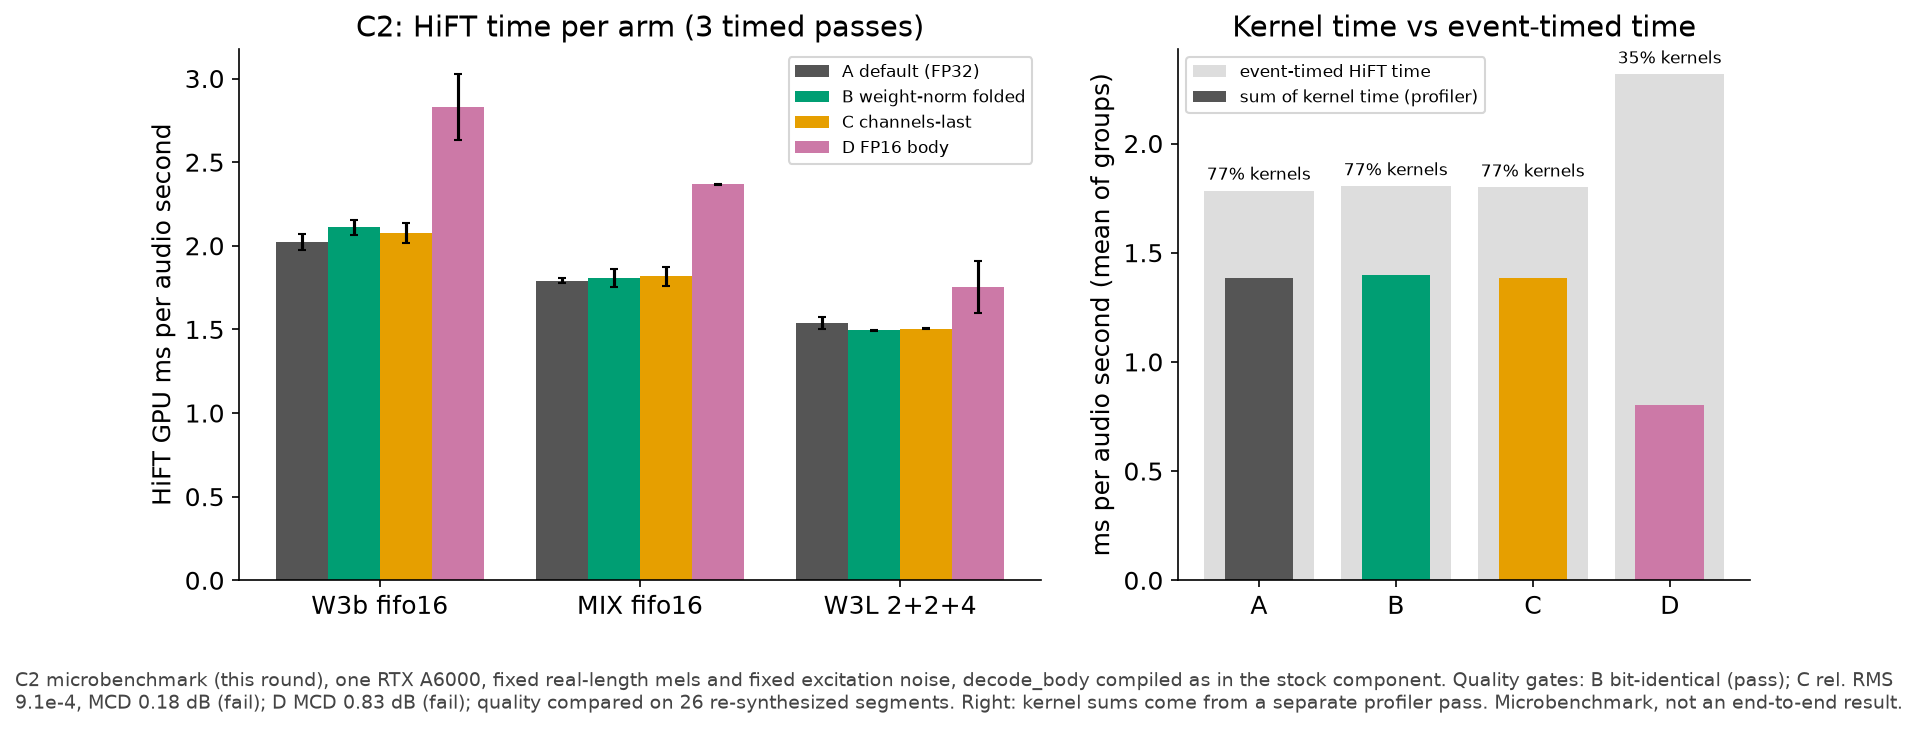 C2: HiFT time per arm (3 timed passes)
HiFT GPU ms per audio second
3.0
2.5
2.0
1.5
1.0
0.5
0.0
A default (FP32)
B weight-norm folded
C channels-last
D FP16 body
W3b fifo16
MIX fifo16
W3L 2+2+4
Kernel time vs event-timed time
ms per audio second (mean of groups)
2.0
1.5
1.0
0.5
0.0
event-timed HiFT time
sum of kernel time (profiler)
77% kernels
77% kernels
77% kernels
35% kernels
A
B
C
D
C2 microbenchmark (this round), one RTX A6000, fixed real-length mels and fixed excitation noise, decode_body compiled as in the stock component. Quality gates: B bit-identical (pass); C rel. RMS
9.1e-4, MCD 0.18 dB (fail); D MCD 0.83 dB (fail); quality compared on 26 re-synthesized segments. Right: kernel sums come from a separate profiler pass. Microbenchmark, not an end-to-end result.